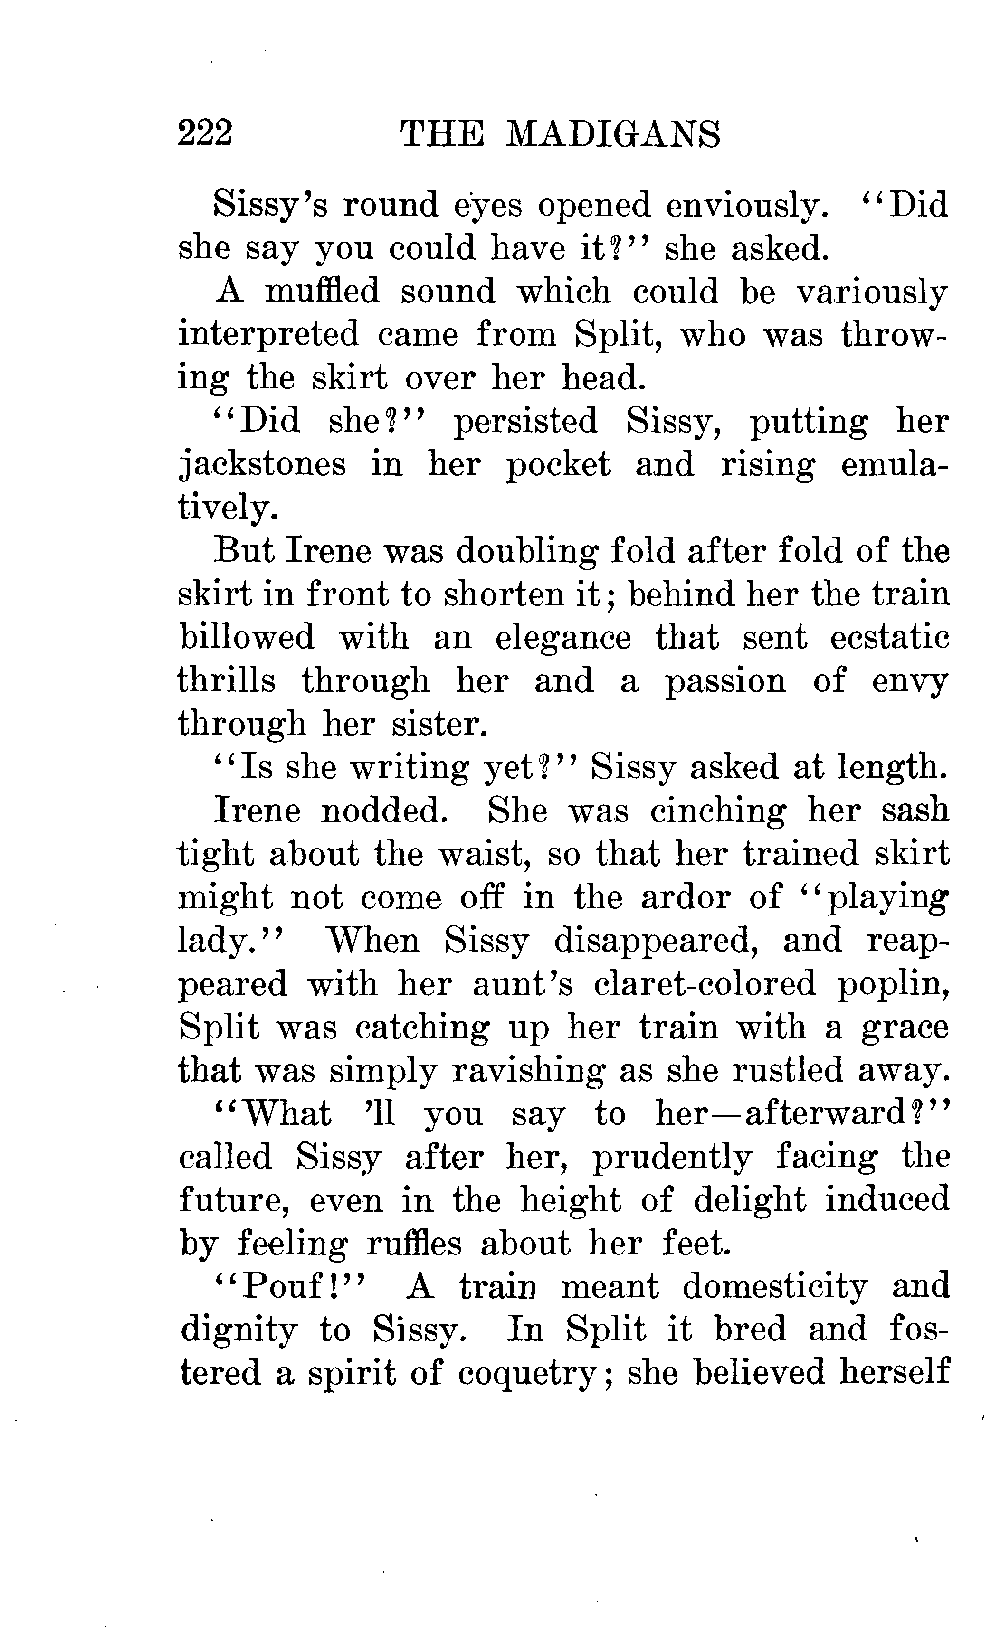 222 THE MADIGANS
Sissy's round eyes opened enviously. "Did
she say you could have it?" she asked.
A muffled sound which could be variously
interpreted came from Split, who was throw-
ing the skirt over her head.
"Did she?" persisted Sissy, putting her
jackstones in her pocket and rising emula-
tively.
But Irene was doubling fold after fold of the
skirt in front to shorten it; behind her the train
billowed with an elegance that sent ecstatic
thrills through her and a passion of envy
through her sister.
"Is she writing yet?" Sissy asked at length.
Irene nodded. She was cinching her sash
tight about the waist, so that her trained skirt
might not come off in the ardor of "playing
lady." When Sissy disappeared, and reap-
peared with her aunt's claret-colored poplin,
Split was catching up her train with a grace
that was simply ravishing as she rustled away.
"What 'll you say to her—afterward?"
called Sissy after her, prudently facing the
future, even in the height of delight induced
by feeling ruffles about her feet.
"Pouf!" A train meant domesticity and
dignity to Sissy. In Split it bred and fos-
tered a spirit of coquetry; she believed herself